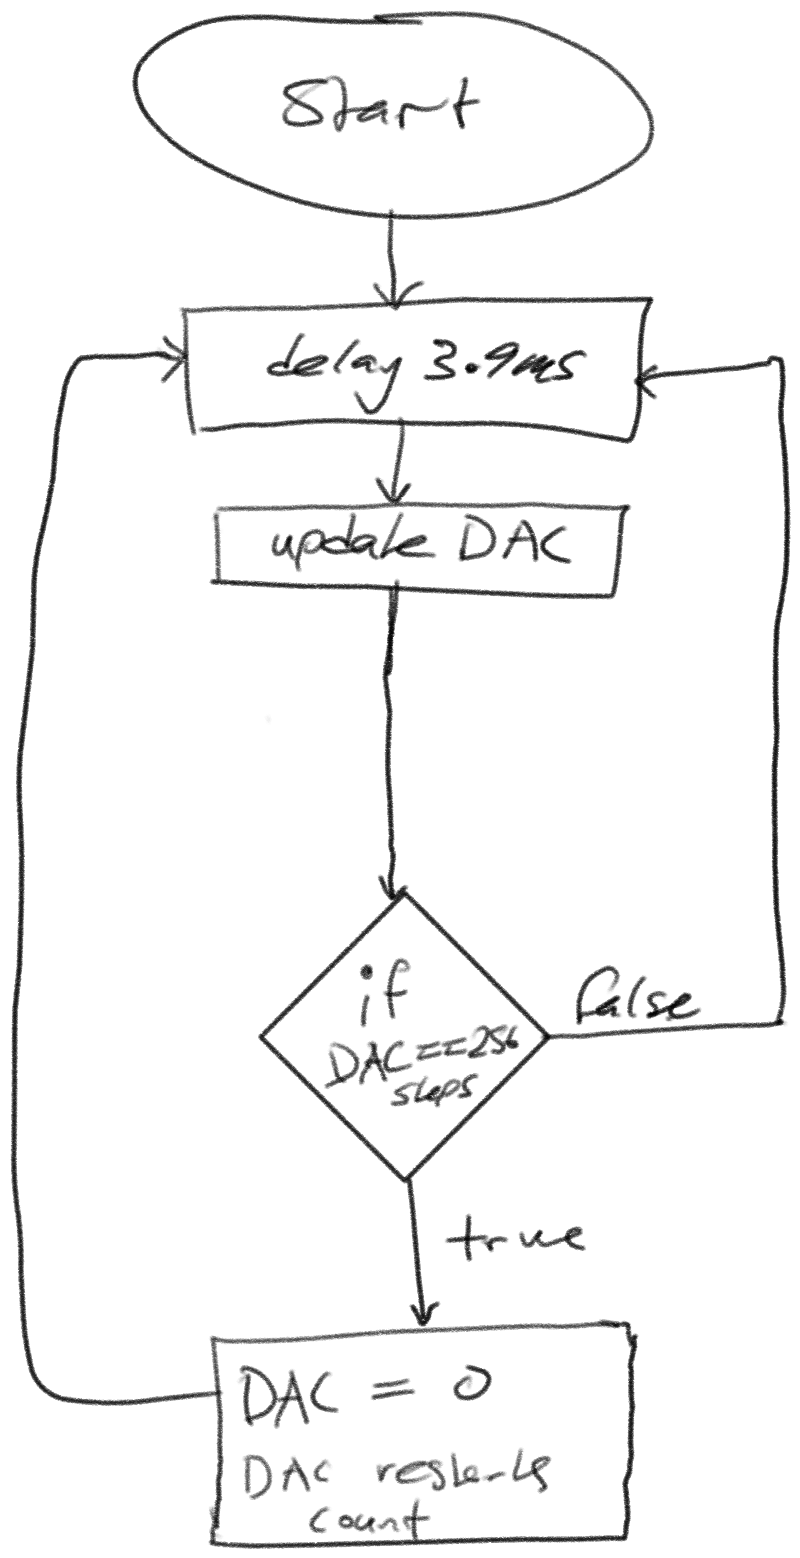 Start
delay 3.9ms
update DAC
if
DAC==256
steps
false
true
DAC = 0
DAC restarts
count